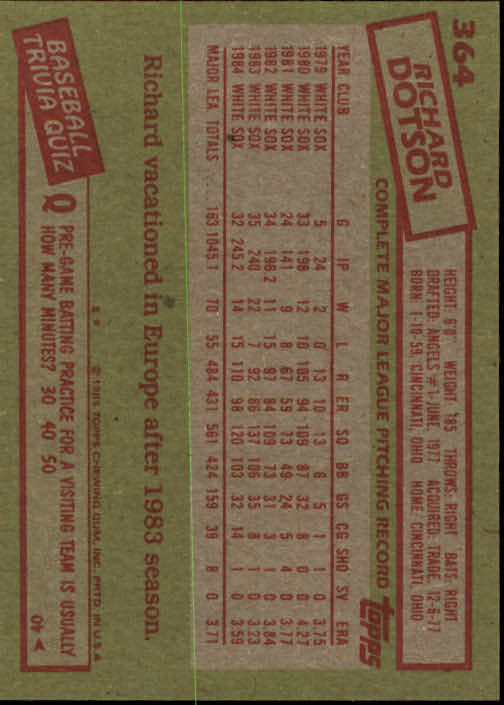 364
RICHARD
DOTSON
HEIGHT: 6'0" WEIGHT: 185 THROWS: RIGHT BATS: RIGHT
DRAFTED: ANGELS #1-JUNE, 1977 ACQUIRED: TRADE, 12-6-77
BORN: 1-10-59, CINCINNATI, OHIO HOME: CINCINNATI, OHIO
COMPLETE MAJOR LEAGUE PITCHING RECORD
topps
YEAR CLUB G IP W L R ER SO BB GS CG SHO SV ERA
1979 WHITE SOX 5 24 2 0 13 10 13 6 5 1 1 0 3.75
1980 WHITE SOX 33 198 12 10 105 94 109 87 32 8 0 0 4.27
1981 WHITE SOX 24 141 9 8 67 59 73 49 24 5 4 0 3.77
1982 WHITE SOX 34 196.2 11 15 97 84 109 73 31 3 1 0 3.84
1983 WHITE SOX 35 240 22 7 92 86 137 106 35 8 1 0 3.23
1984 WHITE SOX 32 245.2 14 15 110 98 120 103 32 14 1 0 3.59
MAJOR LEA. TOTALS 163 1045.1 70 55 484 431 561 424 159 39 8 0 3.71
Richard vacationed in Europe after 1983 season.
© 1985 TOPPS CHEWING GUM, INC. PRTD. IN U.S.A.
BASEBALL
TRIVIA QUIZ
Q PRE-GAME BATTING PRACTICE FOR A VISITING TEAM IS USUALLY
HOW MANY MINUTES? 30 40 50
A 40